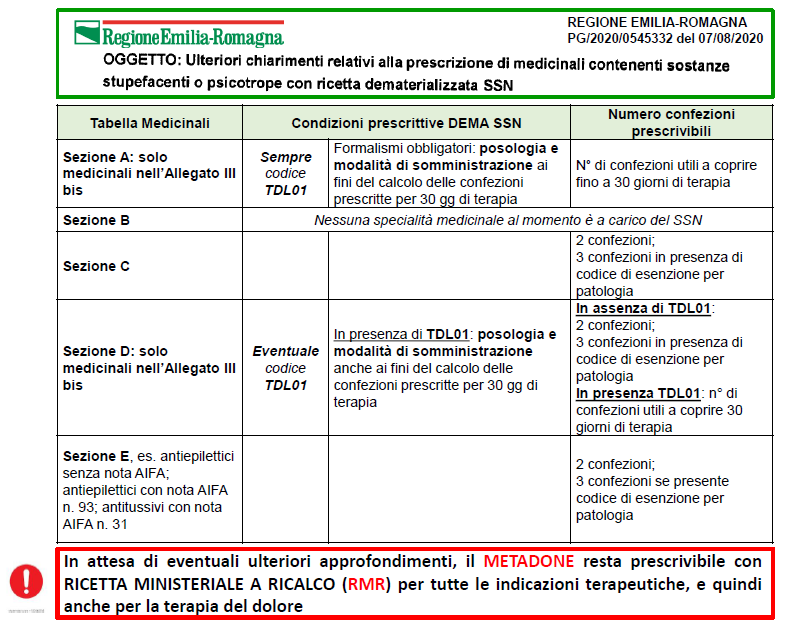 RegioneEmilia-Romagna
REGIONE EMILIA-ROMAGNA
PG/2020/0545332 del 07/08/2020
OGGETTO: Ulteriori chiarimenti relativi alla prescrizione di medicinali contenenti sostanze
stupefacenti o psicotrope con ricetta dematerializzata SSN
Tabella Medicinali
Condizioni prescrittive DEMA SSN
Numero confezioni
prescrivibili
Sezione A: solo
medicinali nell'Allegato III
bis
Sempre
codice
TDL01
Formalismi obbligatori: posologia e
modalità di somministrazione ai
fini del calcolo delle confezioni
prescritte per 30 gg di terapia
N° di confezioni utili a coprire
fino a 30 giorni di terapia
Sezione B
Nessuna specialità medicinale al momento è a carico del SSN
Sezione C
2 confezioni;
3 confezioni in presenza di
codice di esenzione per
patologia
Sezione D: solo
medicinali nell'Allegato III
bis
Eventuale
codice
TDL01
In presenza di TDL01: posologia e
modalità di somministrazione
anche ai fini del calcolo delle
confezioni prescritte per 30 gg di
terapia
In assenza di TDL01:
2 confezioni;
3 confezioni in presenza di
codice di esenzione per
patologia
In presenza TDL01: n° di
confezioni utili a coprire 30
giorni di terapia
Sezione E, es. antiepilettici
senza nota AIFA;
antiepilettici con nota AIFA
n. 93; antitussivi con nota
AIFA n. 31
2 confezioni;
3 confezioni se presente
codice di esenzione per
patologia
In attesa di eventuali ulteriori approfondimenti, il METADONE resta prescrivibile con
RICETTA MINISTERIALE A RICALCO (RMR) per tutte le indicazioni terapeutiche, e quindi
anche per la terapia del dolore